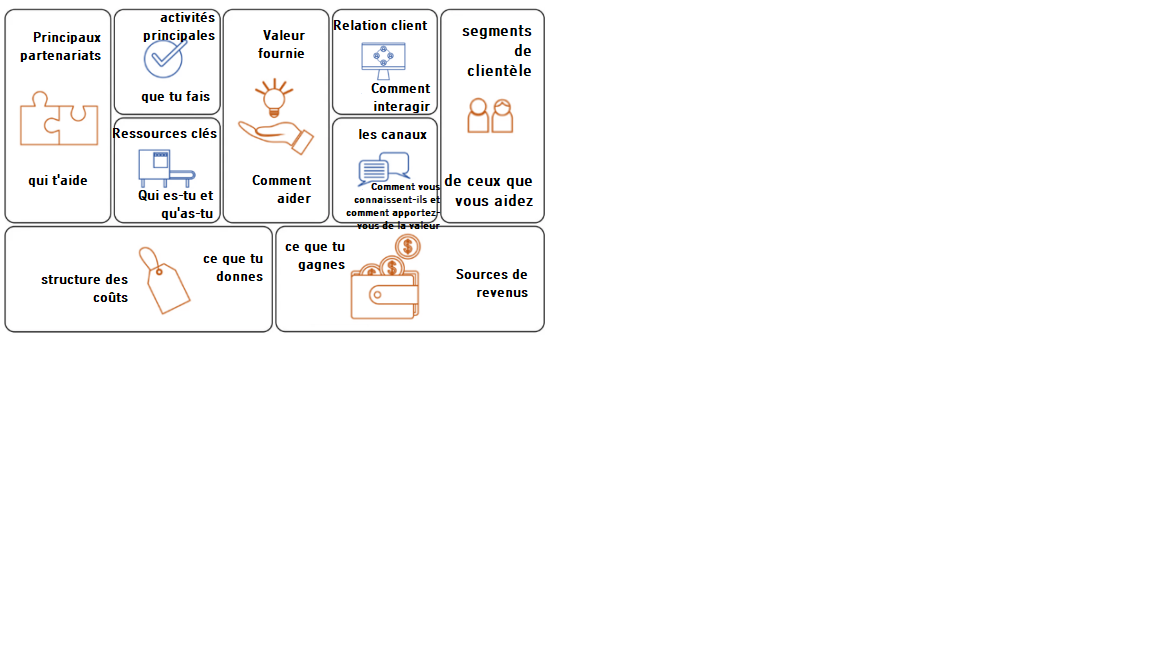 Principaux
partenariats
qui t'aide
activités
principales
que tu fais
Ressources clés
Qui es-tu et
qu'as-tu
Valeur
fournie
Comment
aider
Relation client
Comment
interagir
les canaux
Comment vous
connaissent-ils et
comment apportez-
vous de la valeur
segments
de
clientèle
de ceux que
vous aidez
structure des
coûts
ce que tu
donnes
ce que tu
gagnes
Sources de
revenus